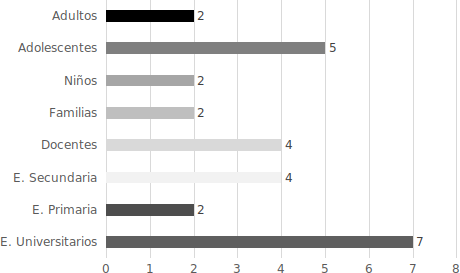 Adultos 2
Adolescentes 5
Niños 2
Familias 2
Docentes 4
E. Secundaria 4
E. Primaria 2
E. Universitarios 7
0 1 2 3 4 5 6 7 8